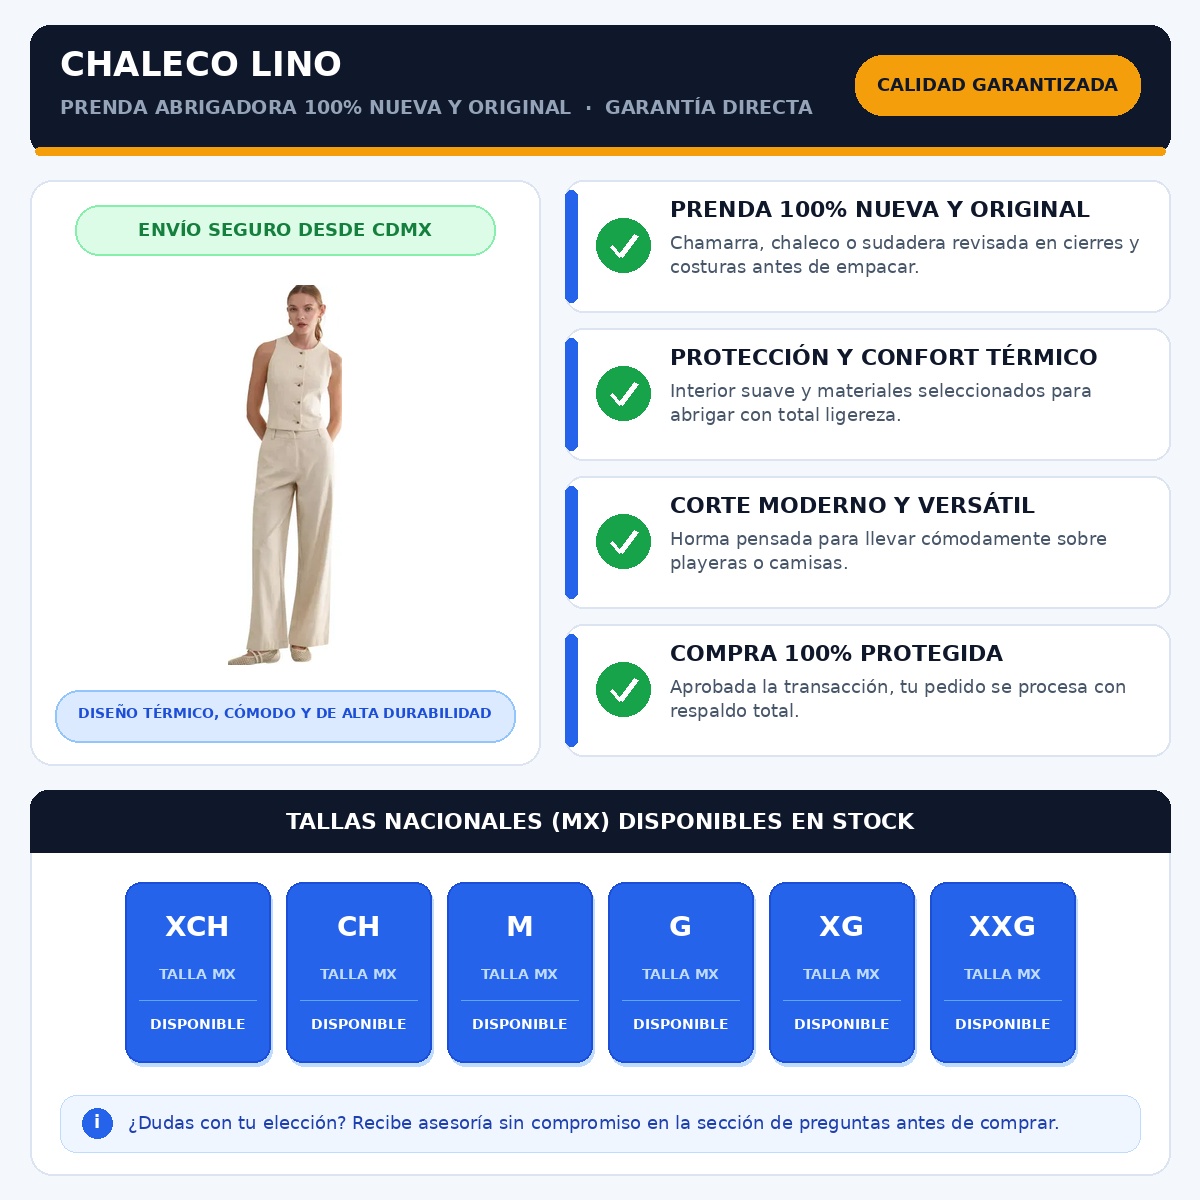 CHALECO LINO
PRENDA ABRIGADORA 100% NUEVA Y ORIGINAL · GARANTÍA DIRECTA
CALIDAD GARANTIZADA
ENVÍO SEGURO DESDE CDMX
DISEÑO TÉRMICO, CÓMODO Y DE ALTA DURABILIDAD
PRENDA 100% NUEVA Y ORIGINAL
Chamarra, chaleco o sudadera revisada en cierres y
costuras antes de empacar.
PROTECCIÓN Y CONFORT TÉRMICO
Interior suave y materiales seleccionados para
abrigar con total ligereza.
CORTE MODERNO Y VERSÁTIL
Horma pensada para llevar cómodamente sobre
playeras o camisas.
COMPRA 100% PROTEGIDA
Aprobada la transacción, tu pedido se procesa con
respaldo total.
TALLAS NACIONALES (MX) DISPONIBLES EN STOCK
XCH
TALLA MX
DISPONIBLE
CH
TALLA MX
DISPONIBLE
M
TALLA MX
DISPONIBLE
G
TALLA MX
DISPONIBLE
XG
TALLA MX
DISPONIBLE
XXG
TALLA MX
DISPONIBLE
i ¿Dudas con tu elección? Recibe asesoría sin compromiso en la sección de preguntas antes de comprar.